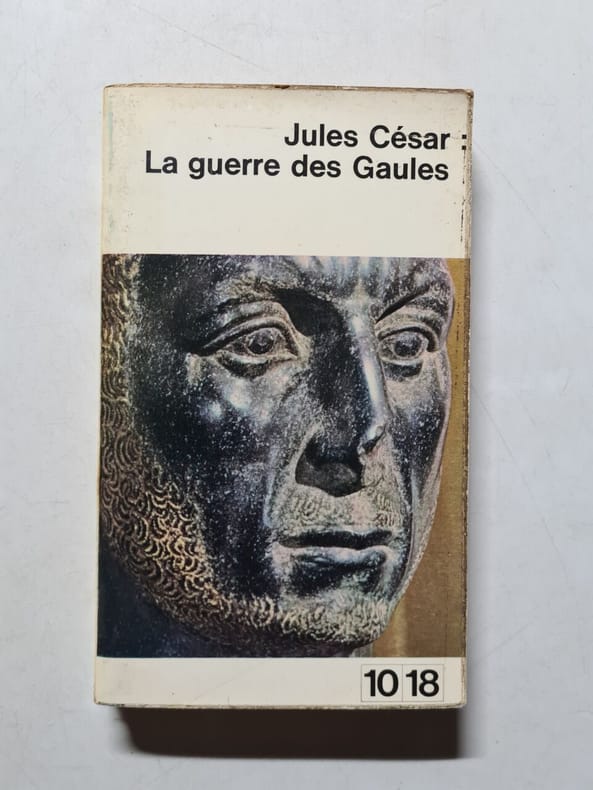 Jules César :
La guerre des Gaules
10 18